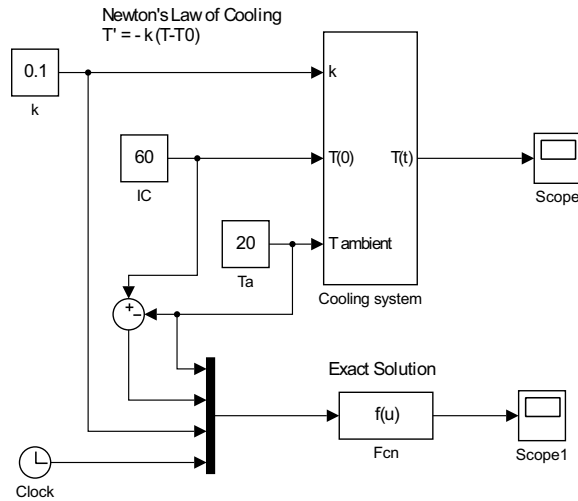 Newton's Law of Cooling
T' = - k (T-T0)
0.1
k
k
60
IC
T(0)
T(t)
Scope
20
Ta
T ambient
Cooling system
+
−
Exact Solution
f(u)
Fcn
Scope1
Clock